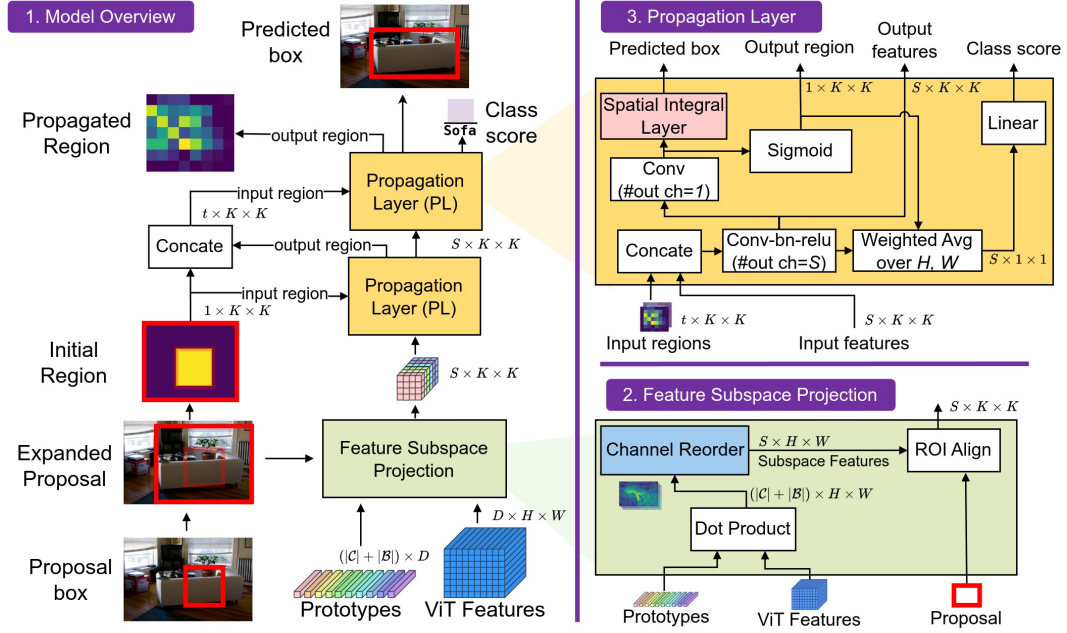 1. Model Overview
Predicted
box
Propagated
Region
output region
Class
score
Sofa
input region
t × K × K
Propagation
Layer (PL)
Concate
output region
S × K × K
input region
1 × K × K
Propagation
Layer (PL)
Initial
Region
S × K × K
Expanded
Proposal
Feature Subspace
Projection
D × H × W
(|C| + |B|) × D
Proposal
box
Prototypes
ViT Features
3. Propagation Layer
Predicted box
Output region
Output
features
Class score
1 × K × K
S × K × K
Spatial Integral
Layer
Sigmoid
Linear
Conv
(#out ch=1)
Concate
Conv-bn-relu
(#out ch=S)
Weighted Avg
over H, W
S × 1 × 1
t × K × K
S × K × K
Input regions
Input features
2. Feature Subspace Projection
S × K × K
Channel Reorder
S × H × W
Subspace Features
ROI Align
(|C| + |B|) × H × W
Dot Product
Prototypes
ViT Features
Proposal